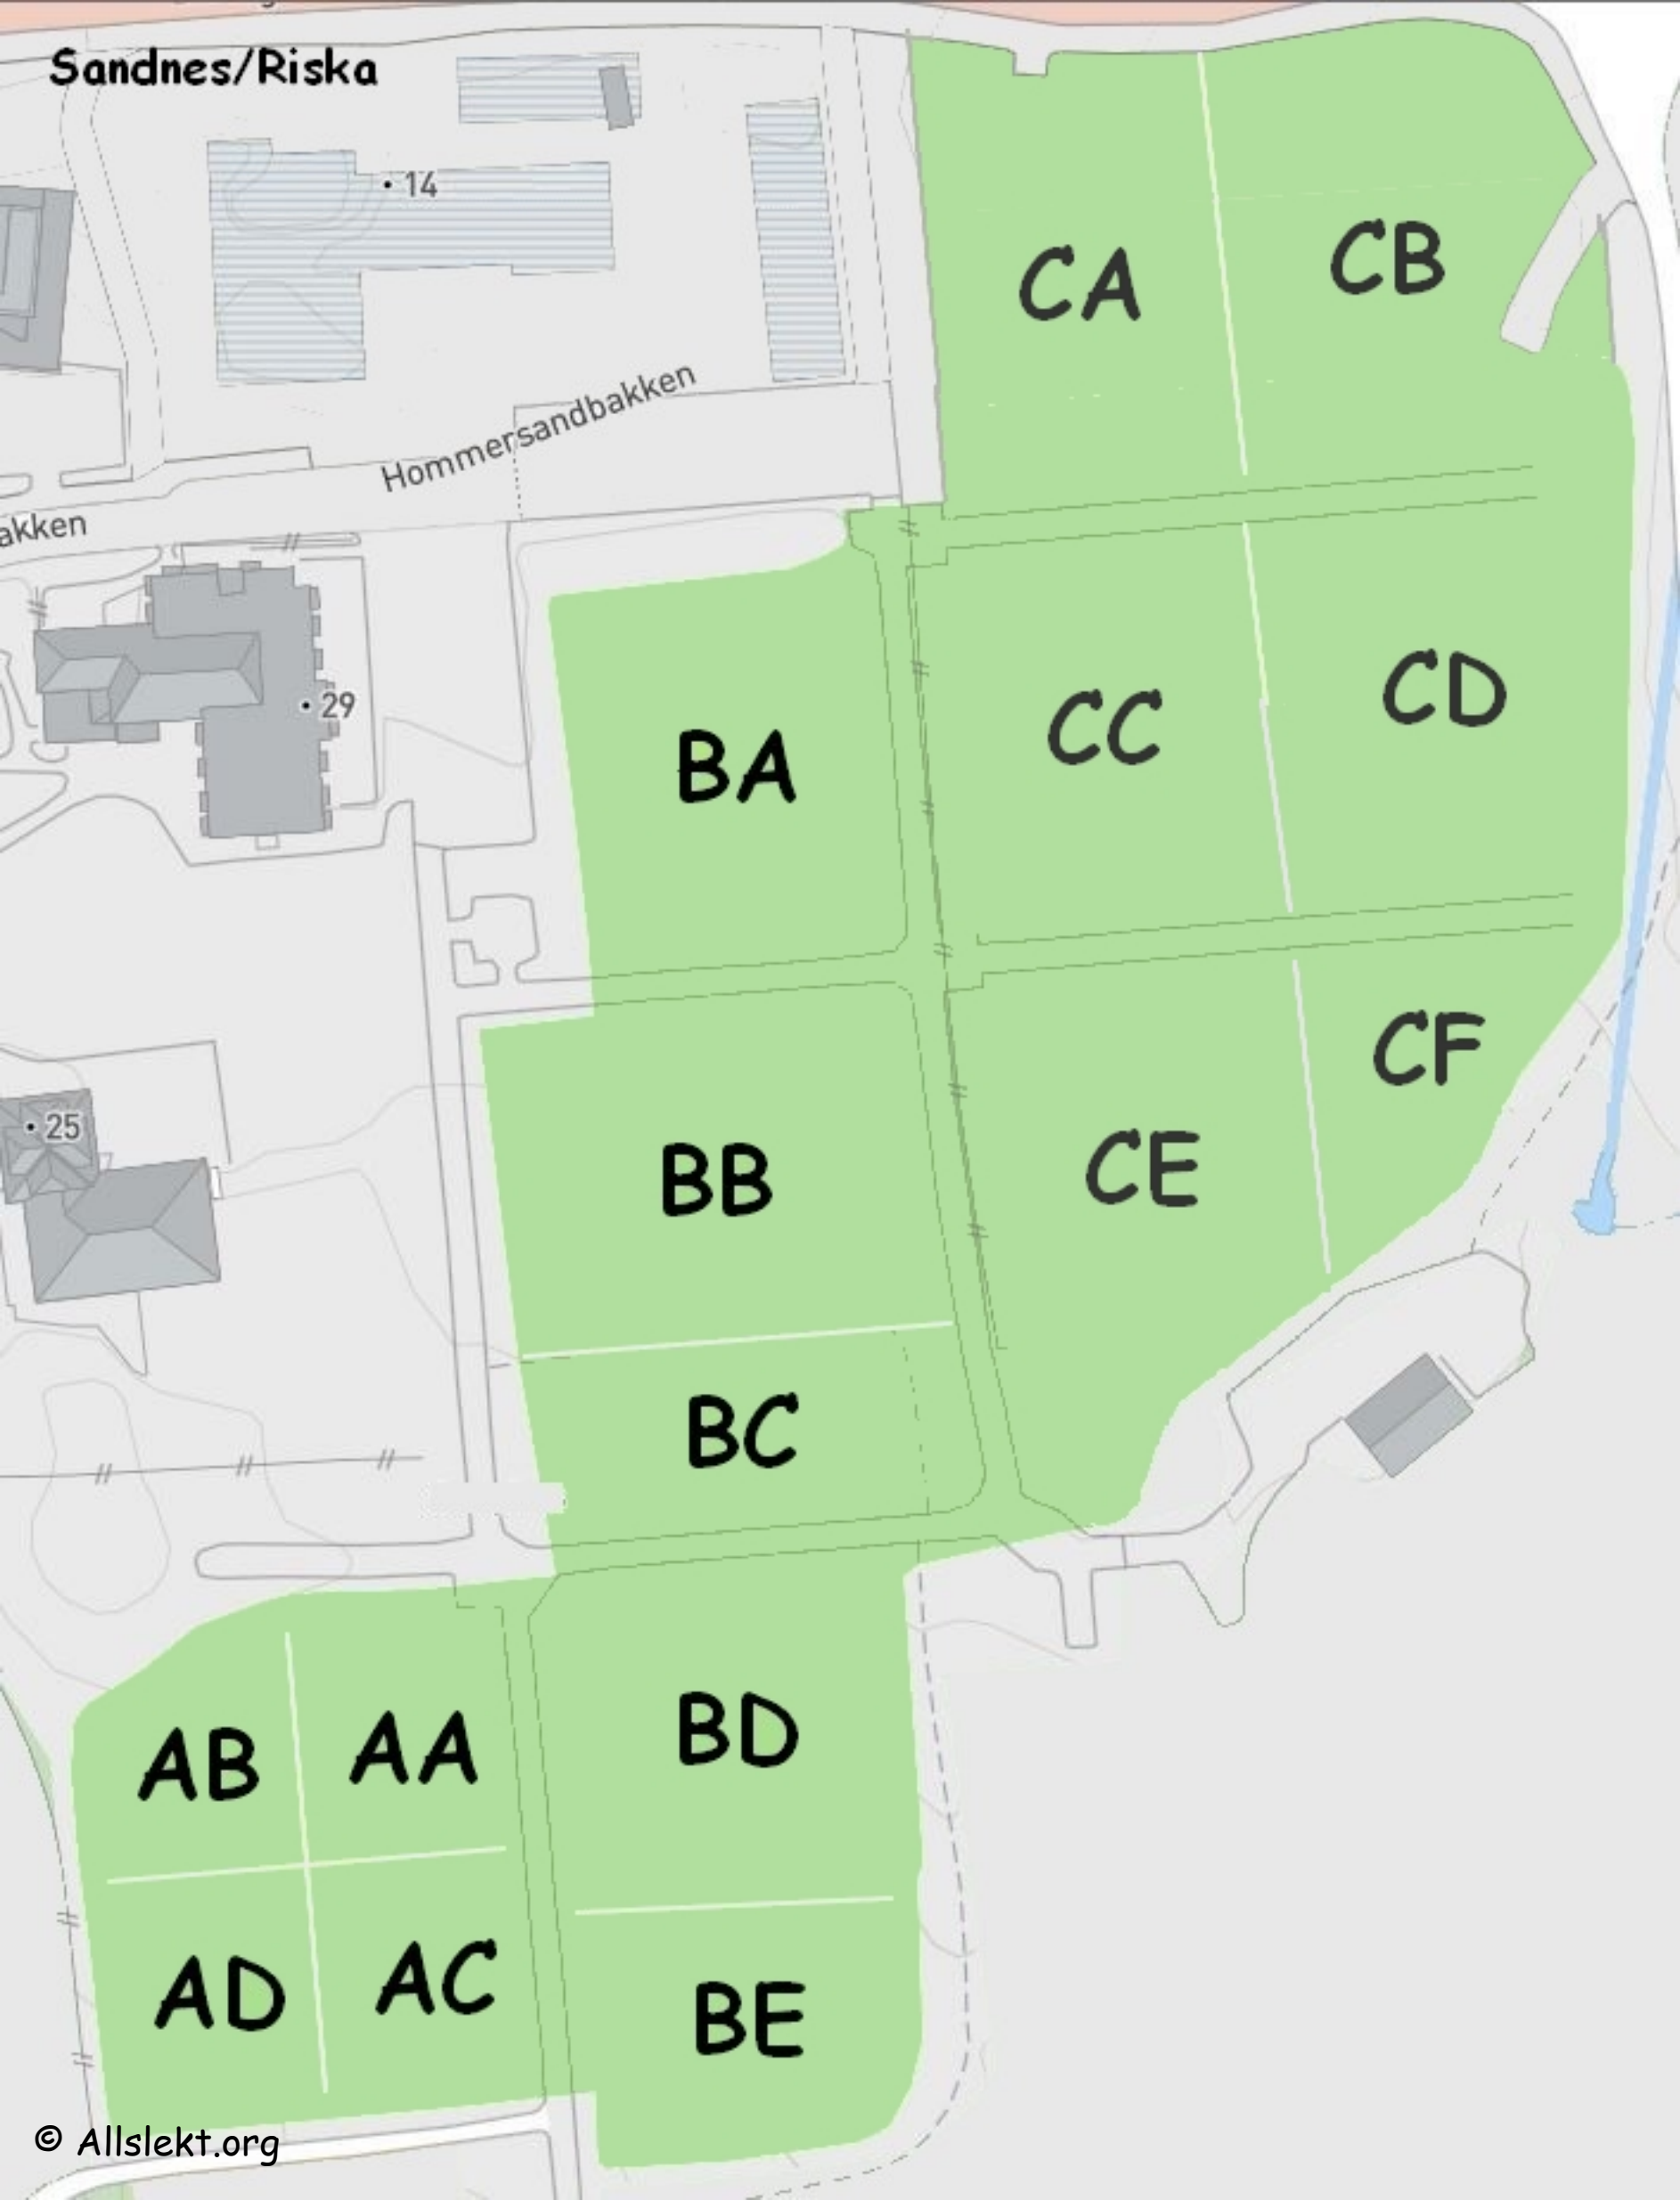 Sandnes/Riska
14
CA
CB
Hommersandbakken
akken
29
BA
CC
CD
CF
25
BB
CE
BC
AB
AA
BD
AD
AC
BE
© Allslekt.org